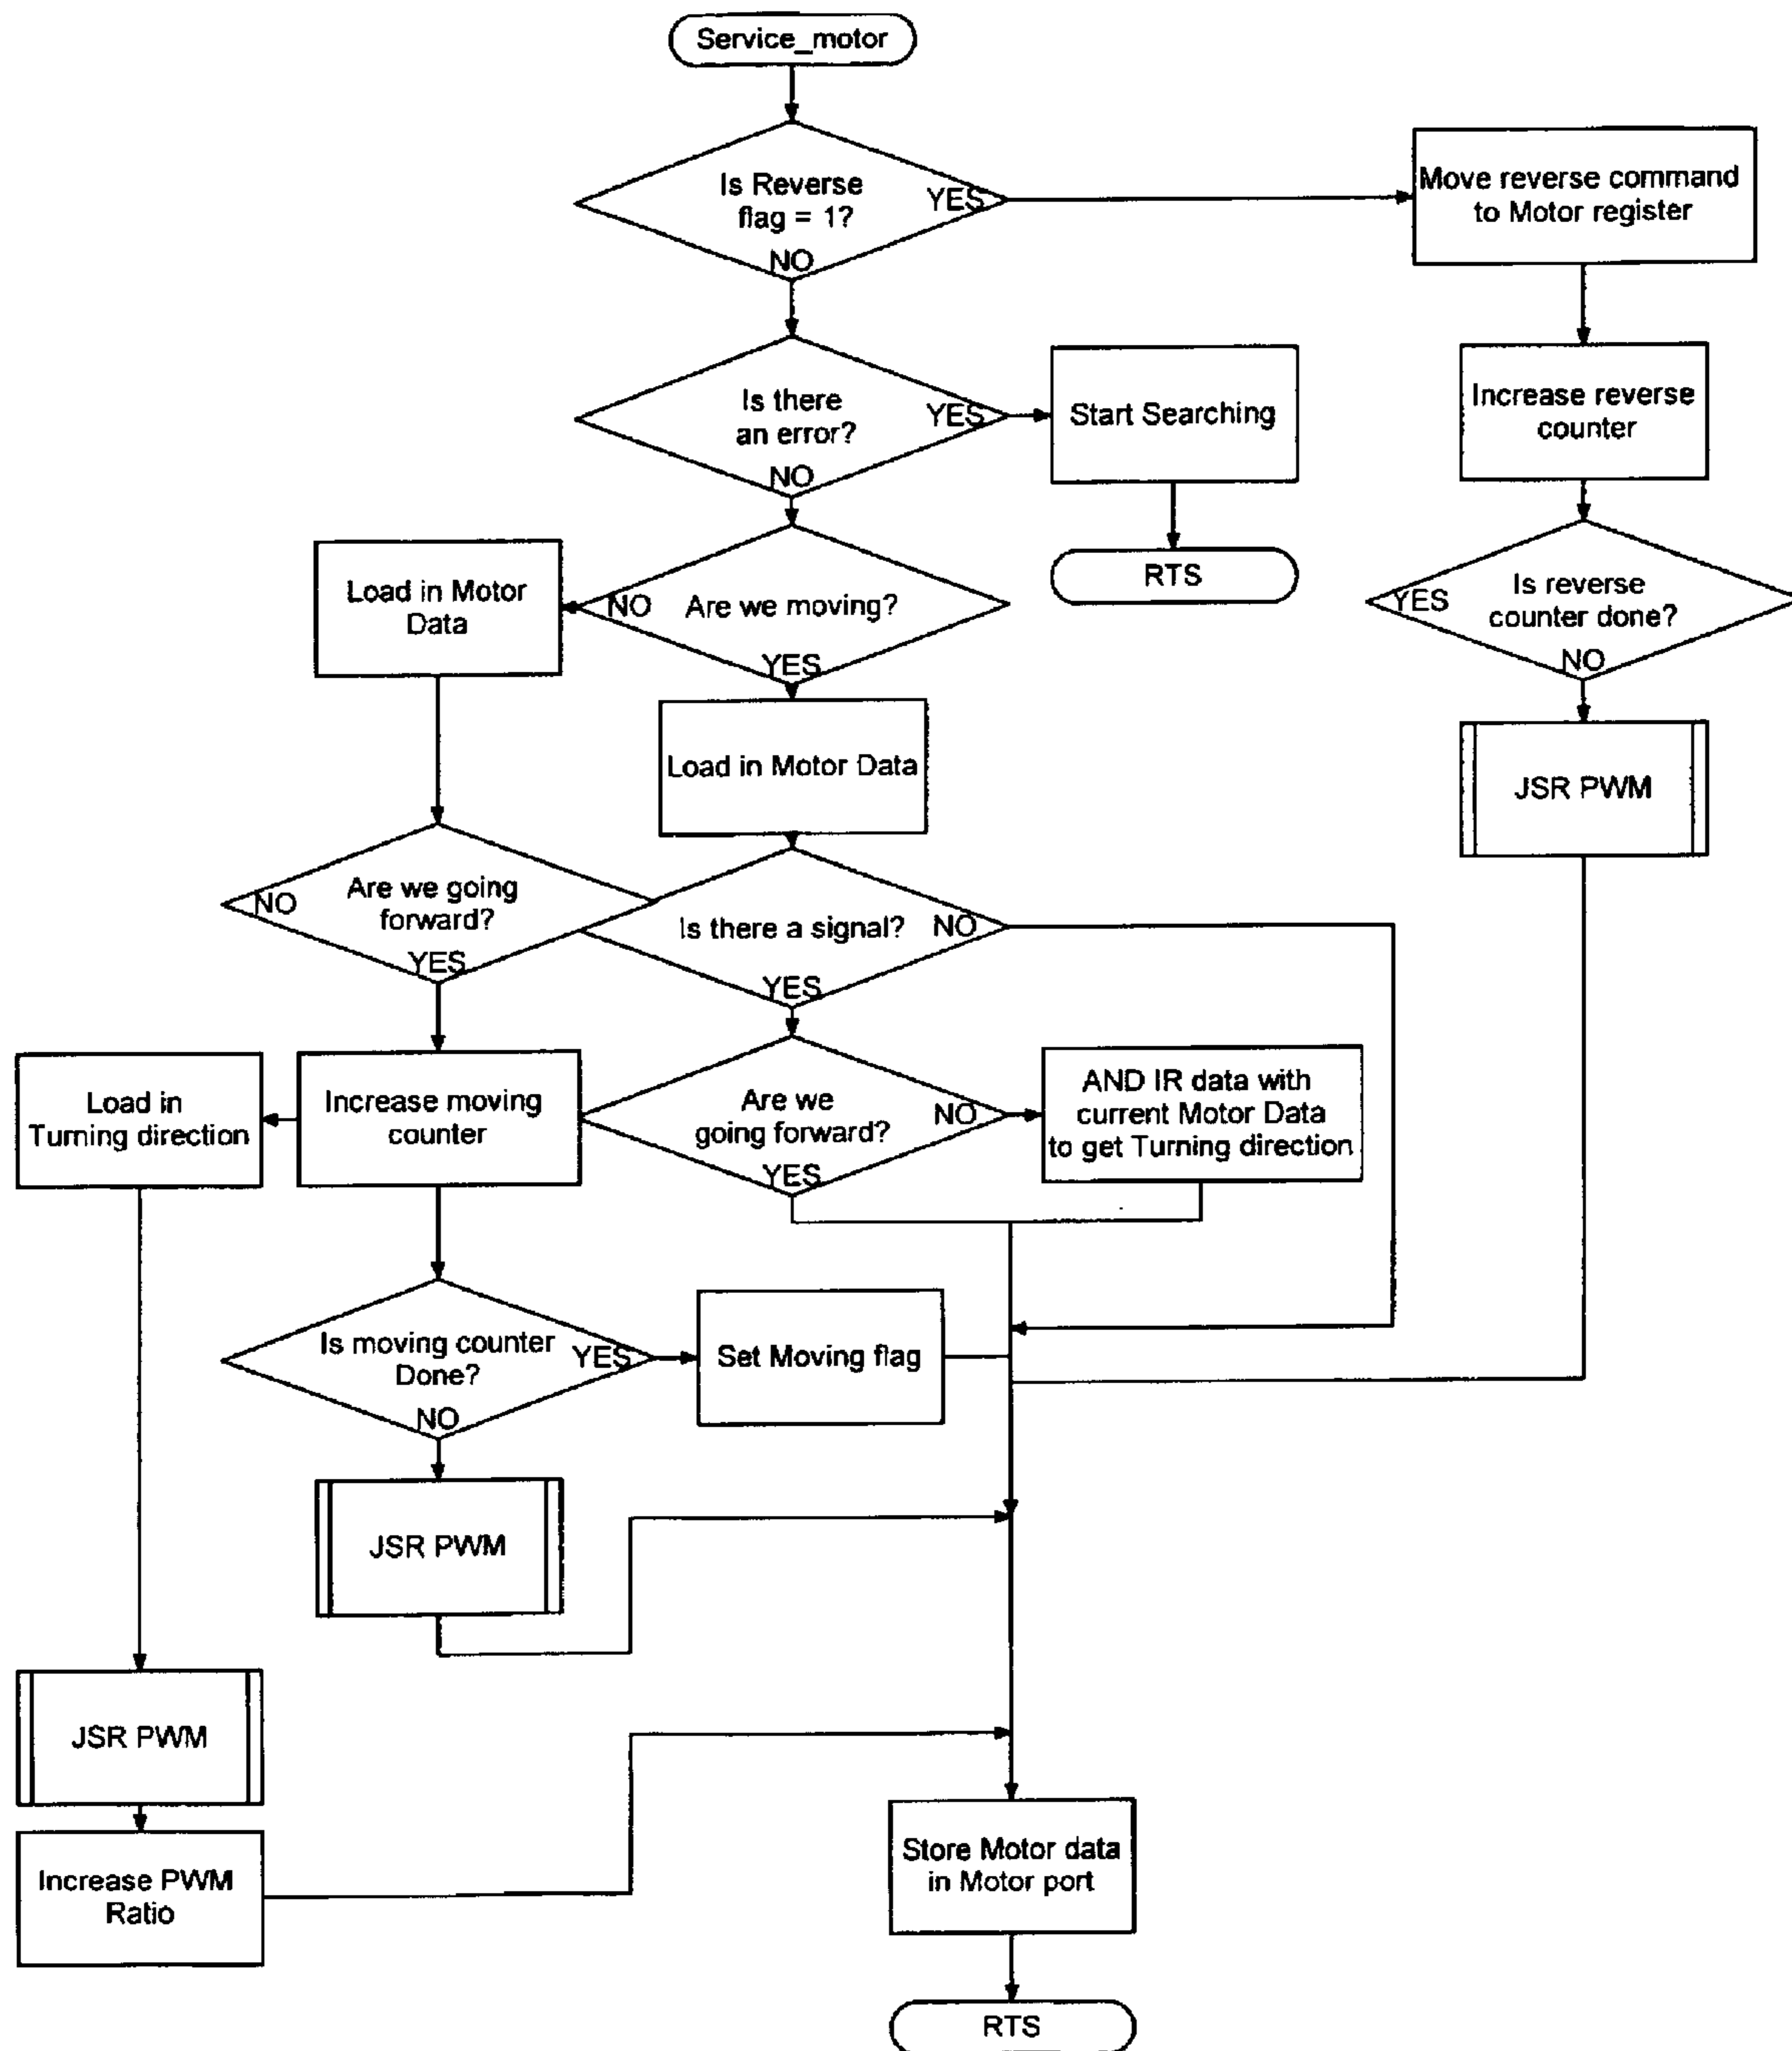 Service_motor
Is Reverse
flag = 1?
YES
NO
Move reverse command
to Motor register
Is there
an error?
YES
NO
Start Searching
Increase reverse
counter
RTS
Load in Motor
Data
NO
Are we moving?
YES
Is reverse
counter done?
YES
NO
Load in Motor Data
JSR PWM
Are we going
forward?
NO
YES
Is there a signal?
NO
YES
Load in
Turning direction
Increase moving
counter
Are we
going forward?
NO
YES
AND IR data with
current Motor Data
to get Turning direction
Is moving counter
Done?
YES
NO
Set Moving flag
JSR PWM
JSR PWM
Increase PWM
Ratio
Store Motor data
in Motor port
RTS